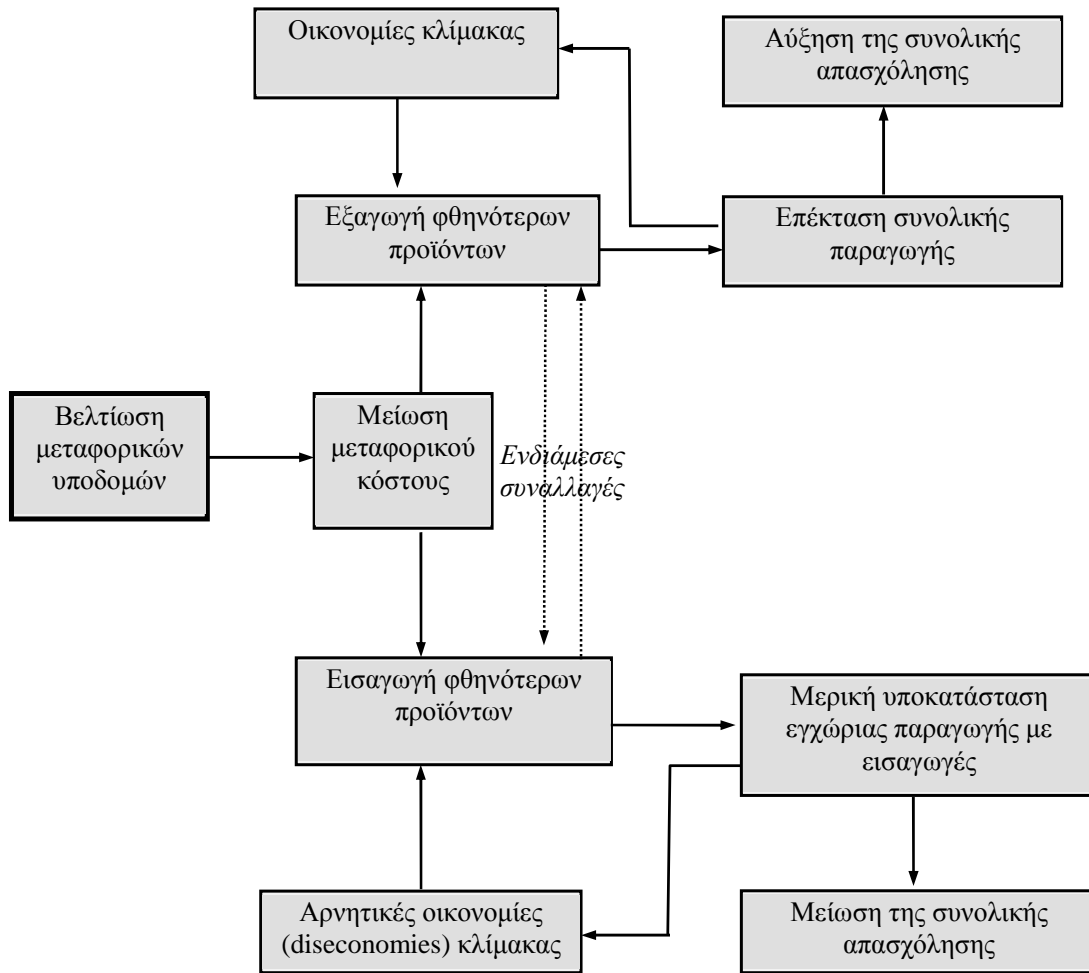 Οικονομίες κλίμακας
Αύξηση της συνολικής
απασχόλησης
Εξαγωγή φθηνότερων
προϊόντων
Επέκταση συνολικής
παραγωγής
Βελτίωση
μεταφορικών
υποδομών
Μείωση
μεταφορικού
κόστους
Ενδιάμεσες
συναλλαγές
Εισαγωγή φθηνότερων
προϊόντων
Μερική υποκατάσταση
εγχώριας παραγωγής με
εισαγωγές
Αρνητικές οικονομίες
(diseconomies) κλίμακας
Μείωση της συνολικής
απασχόλησης